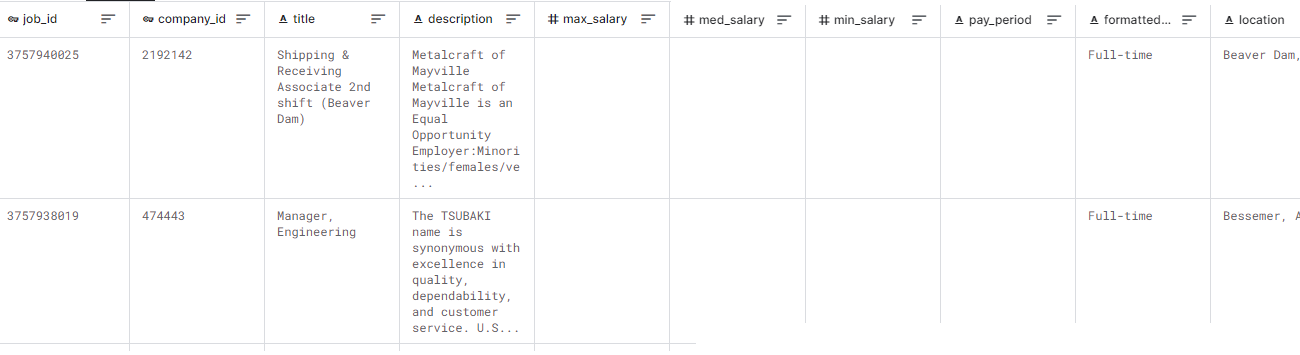 job_id company_id title description max_salary med_salary min_salary pay_period formatted... location
3757940025 2192142 Shipping & Metalcraft of Full-time Beaver Dam,
Receiving Mayville
Associate 2nd Metalcraft of
shift (Beaver Mayville is an
Dam) Equal
Opportunity
Employer:Minori
ties/females/ve
...
3757938019 474443 Manager, The TSUBAKI Full-time Bessemer, A
Engineering name is
synonymous with
excellence in
quality,
dependability,
and customer
service. U.S...